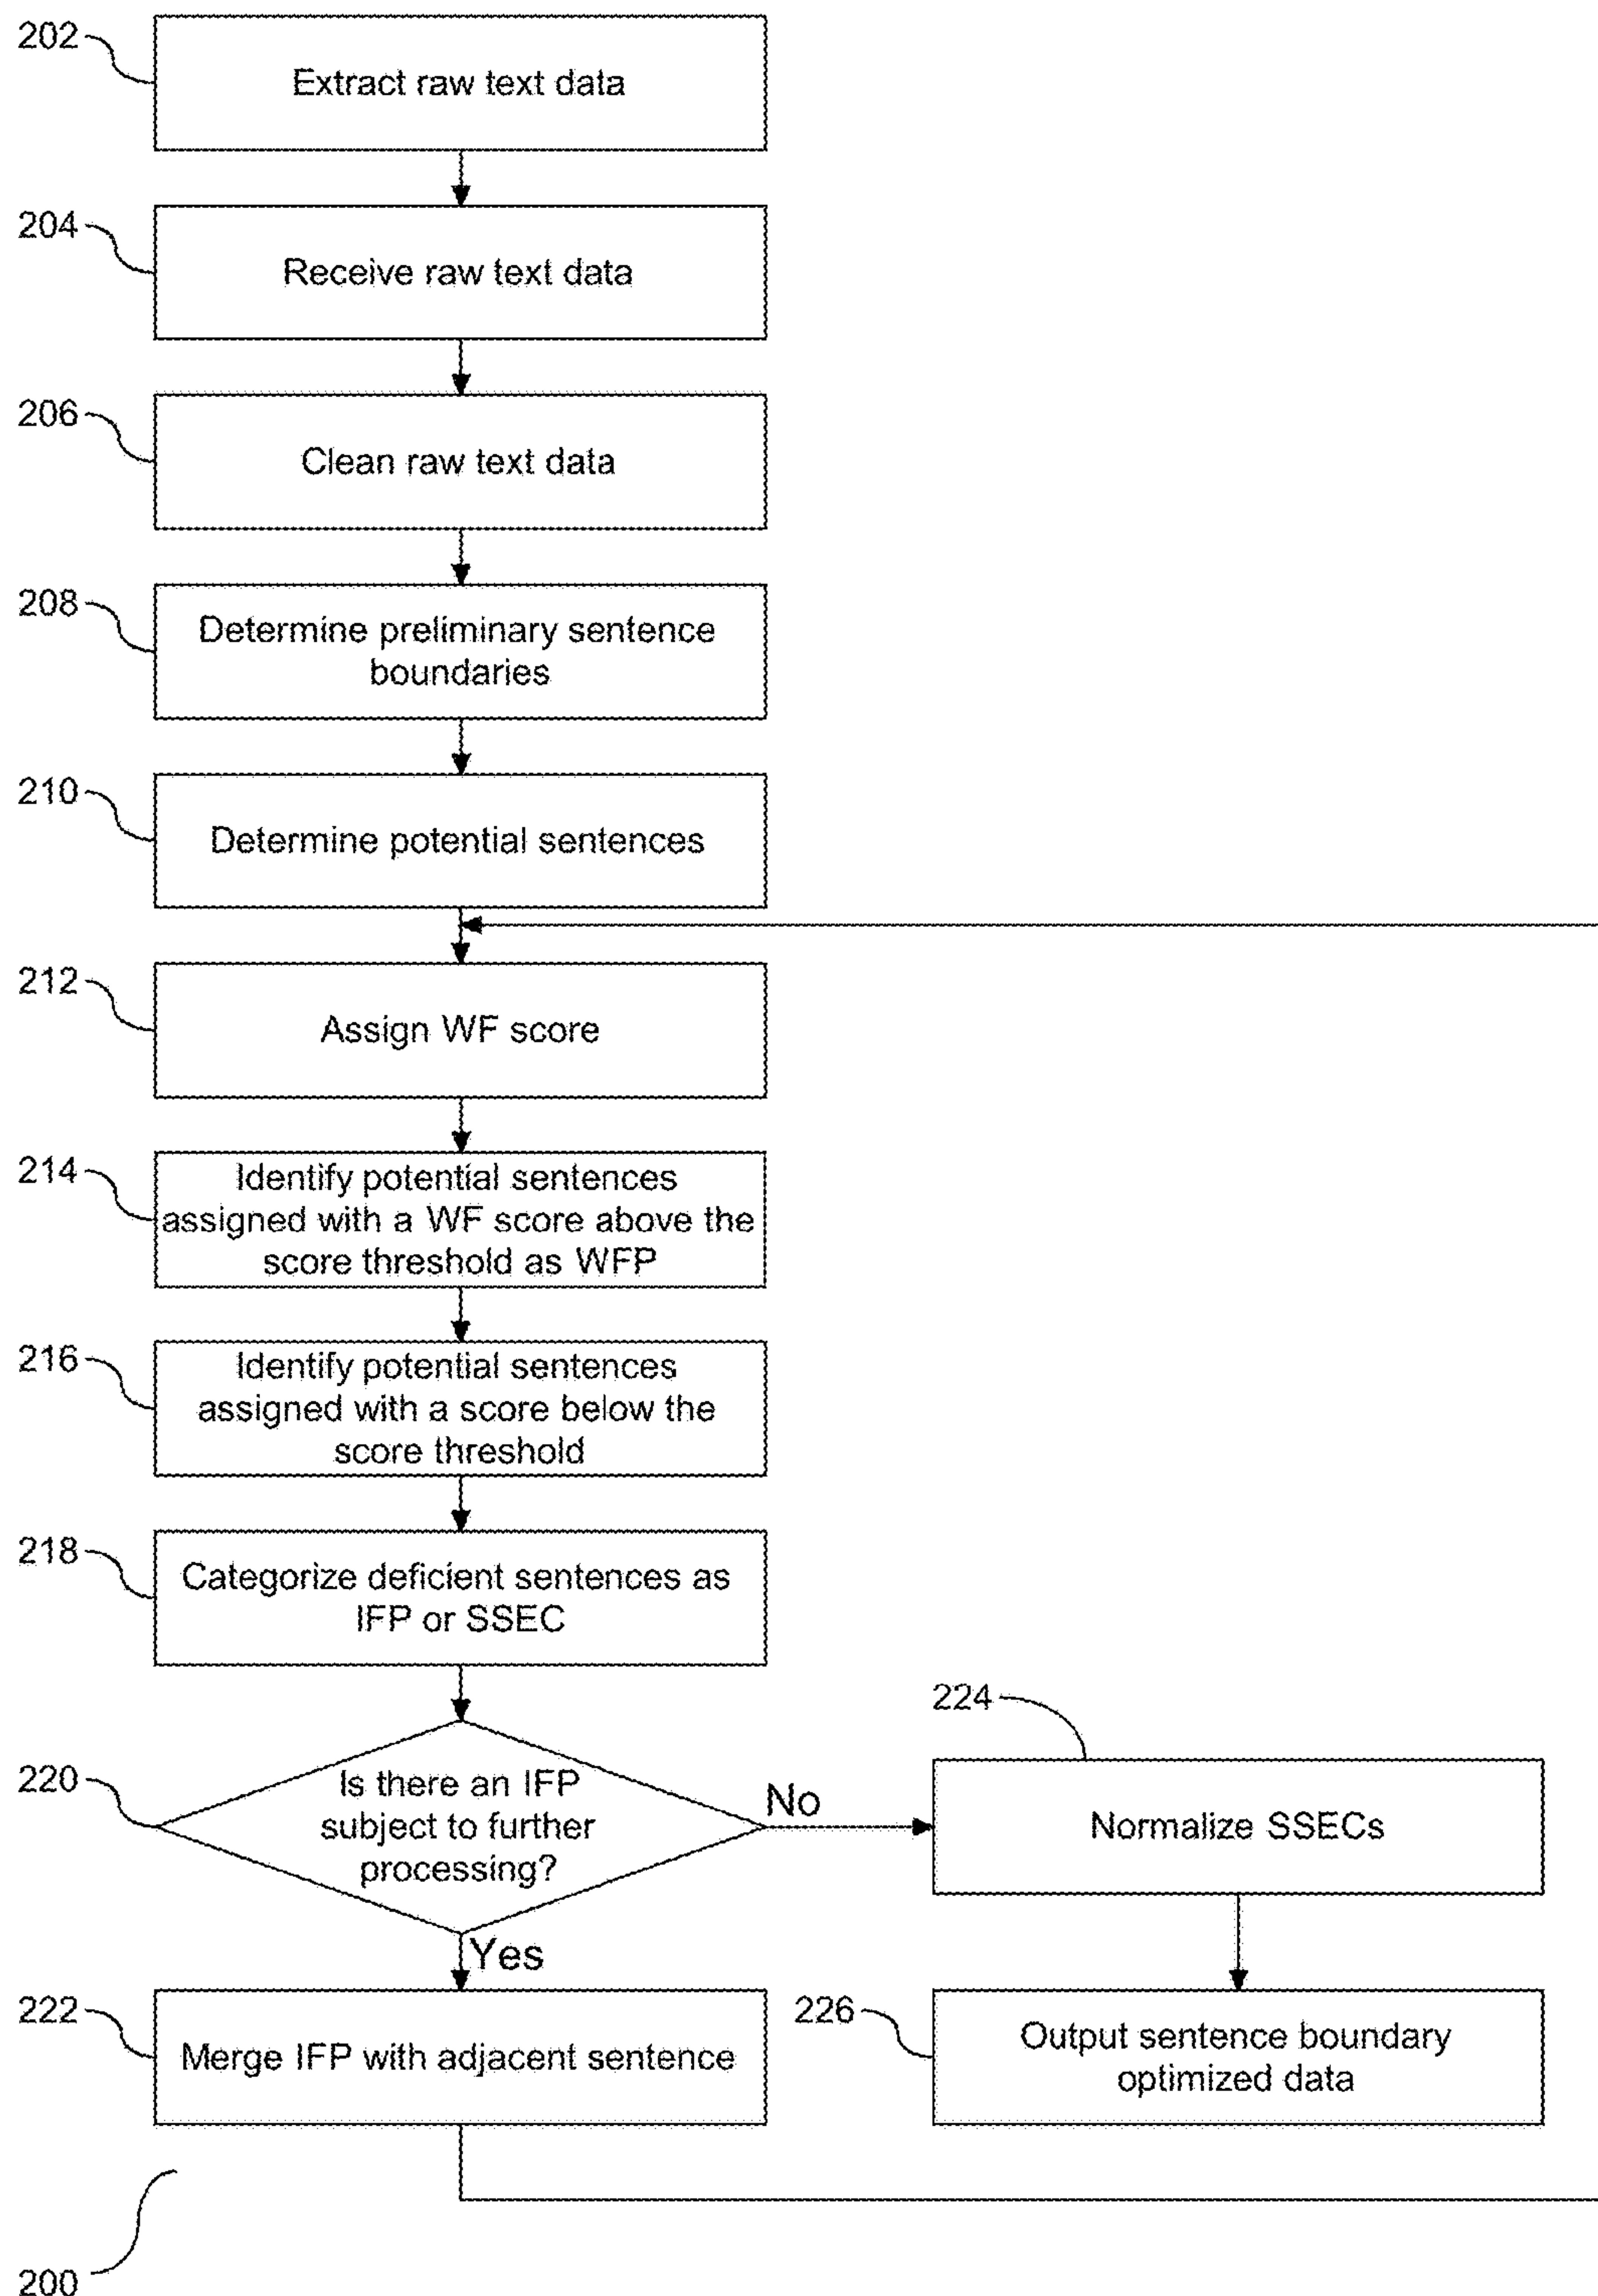 202
Extract raw text data
204
Receive raw text data
206
Clean raw text data
208
Determine preliminary sentence
boundaries
210
Determine potential sentences
212
Assign WF score
214
Identify potential sentences
assigned with a WF score above the
score threshold as WFP
216
Identify potential sentences
assigned with a score below the
score threshold
218
Categorize deficient sentences as
IFP or SSEC
220
Is there an IFP
subject to further
processing?
No
224
Normalize SSECs
Yes
222
Merge IFP with adjacent sentence
226
Output sentence boundary
optimized data
200